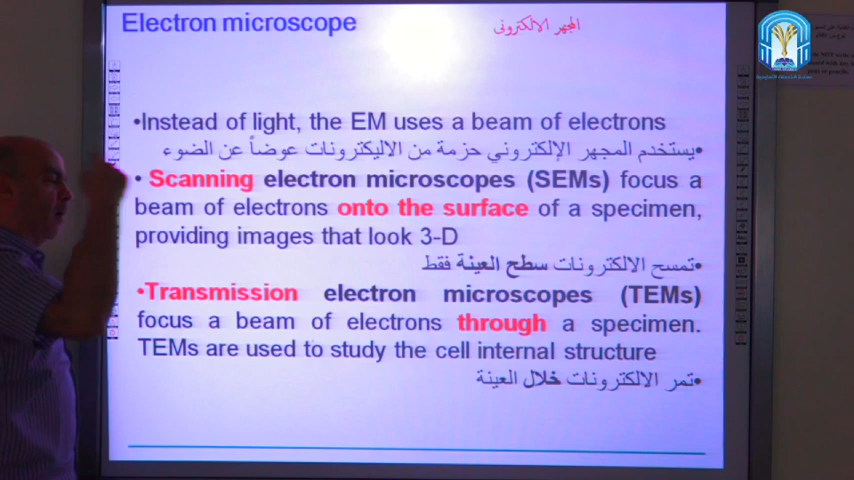 Electron microscope
المجهر الالكترونى
•Instead of light, the EM uses a beam of electrons
•يستخدم المجهر الإلكتروني حزمة من الاليكترونات عوضاً عن الضوء
• Scanning electron microscopes (SEMs) focus a
beam of electrons onto the surface of a specimen,
providing images that look 3-D
•تمسح الالكترونات سطح العينة فقط
•Transmission electron microscopes (TEMs)
focus a beam of electrons through a specimen.
TEMs are used to study the cell internal structure
•تمر الالكترونات خلال العينة